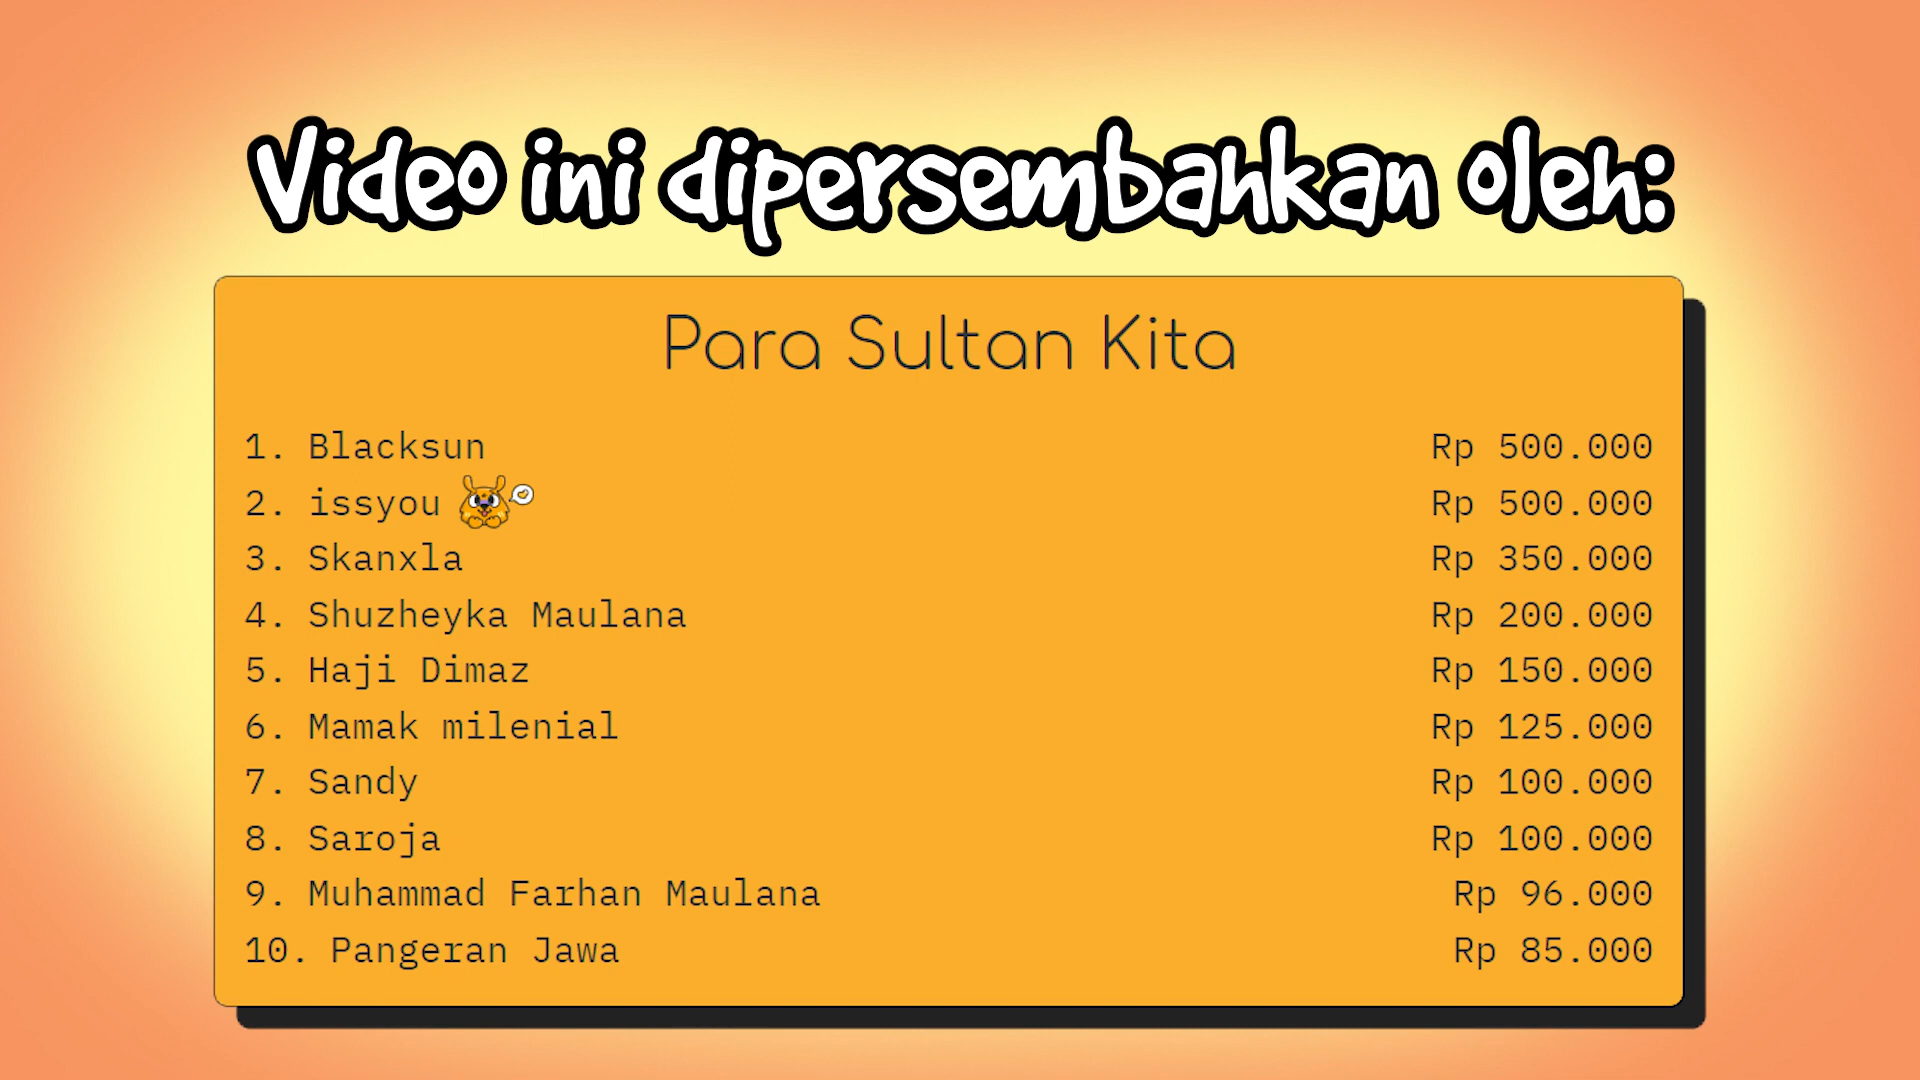 Video ini dipersembahkan oleh:
Para Sultan Kita
1. Blacksun Rp 500.000
2. issyou Rp 500.000
3. Skanxla Rp 350.000
4. Shuzheyka Maulana Rp 200.000
5. Haji Dimaz Rp 150.000
6. Mamak milenial Rp 125.000
7. Sandy Rp 100.000
8. Saroja Rp 100.000
9. Muhammad Farhan Maulana Rp 96.000
10. Pangeran Jawa Rp 85.000